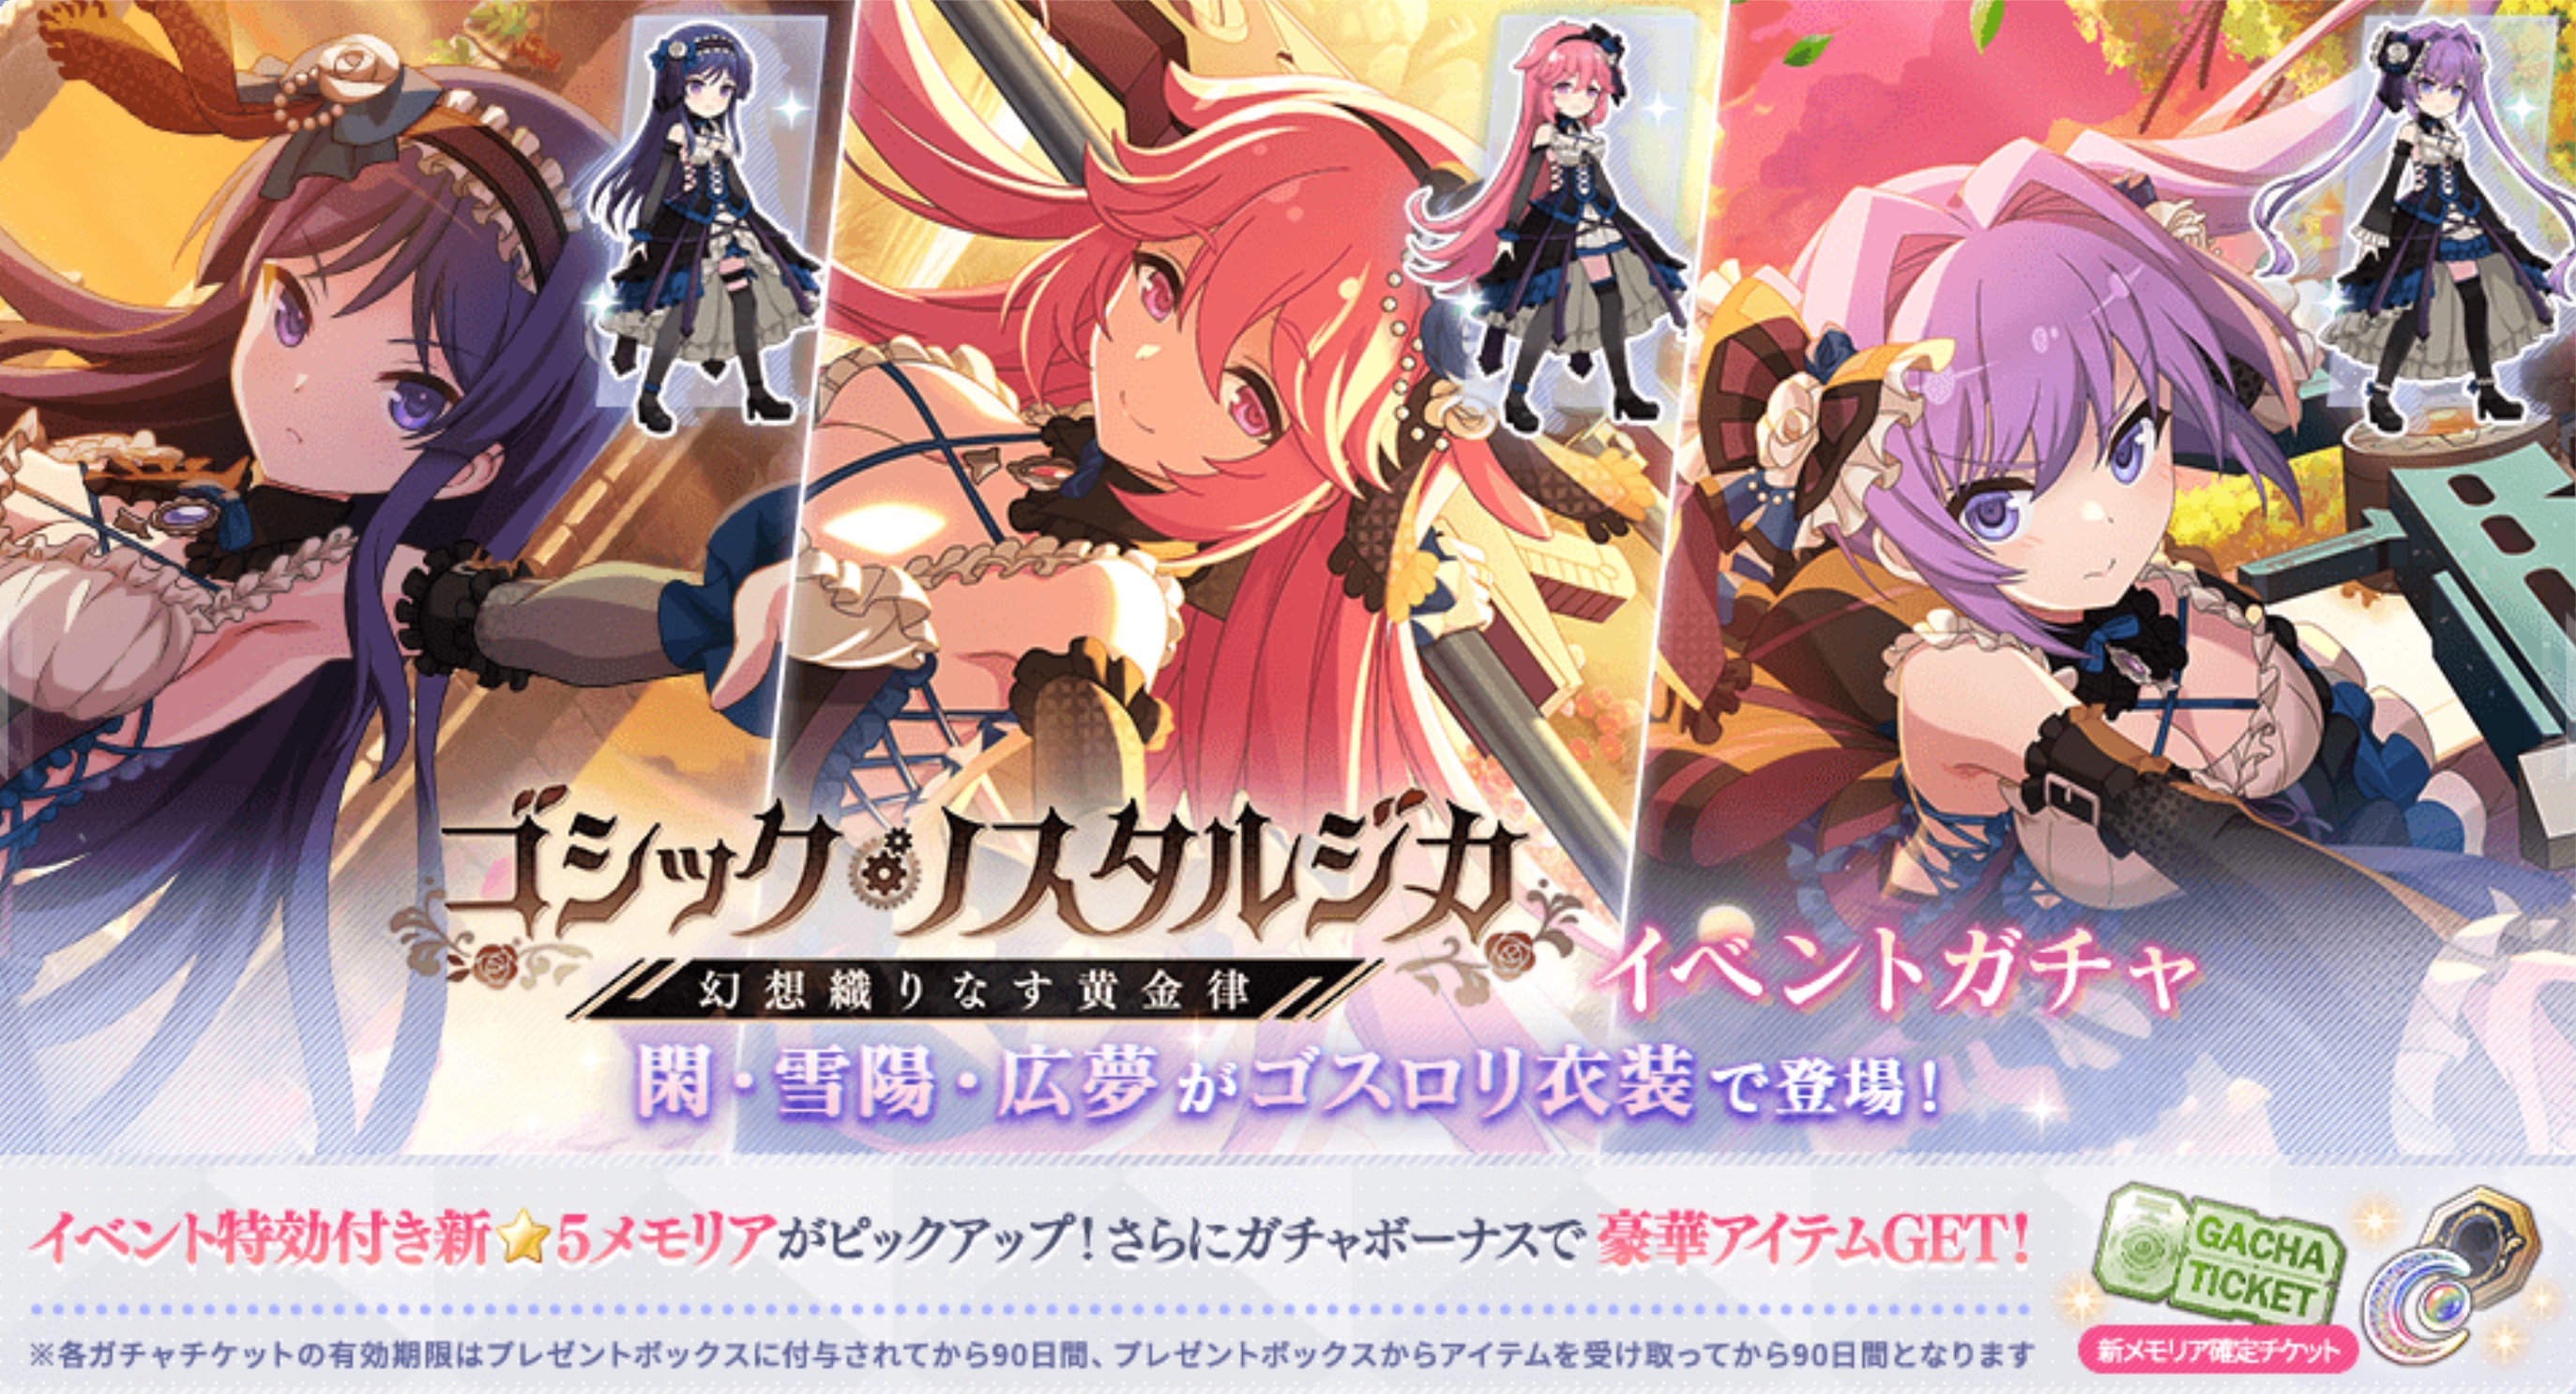 ゴシック・ノスタルジカ
幻想織りなす黄金律
イベントガチャ
閑・雪陽・広夢がゴスロリ衣装で登場!
イベント特効付き新★5メモリアがピックアップ!さらにガチャボーナスで豪華アイテムGET!
※各ガチャチケットの有効期限はプレゼントボックスに付与されてから90日間、プレゼントボックスからアイテムを受け取ってから90日間となります
GACHA
TICKET
新メモリア確定チケット